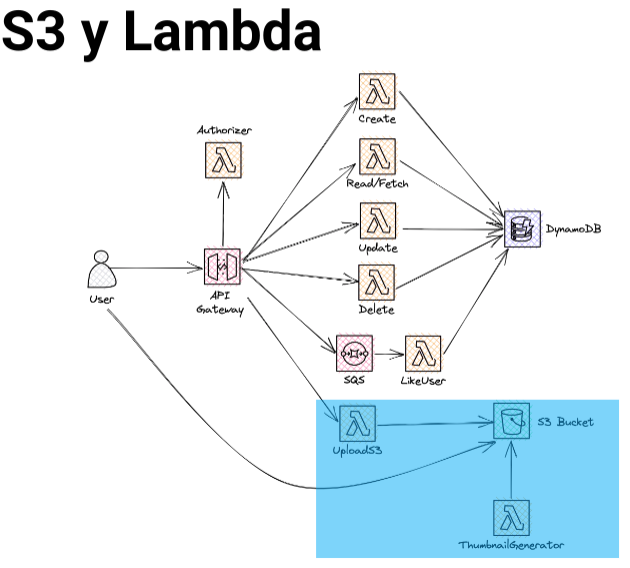 S3 y Lambda
Create
Authorizer
Read/Fetch
Update
DynamoDB
User
API
Gateway
Delete
SQS
LikeUser
UploadS3
S3 Bucket
ThumbnailGenerator